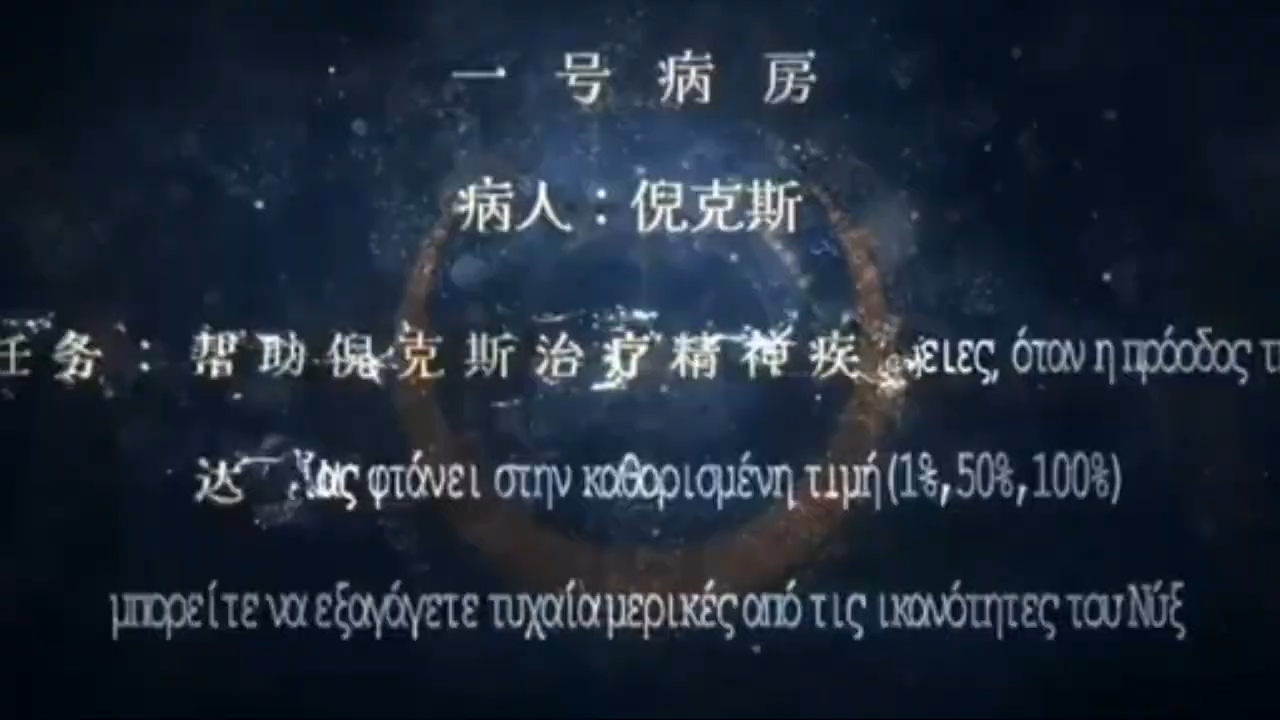 一号病房
病人：倪克斯
任务：帮助倪克斯治疗精神疾 όταν η πρόοδος
达 φτάνει στην καθορισμένη τιμή (1%,50%,100%)
μπορείτε να εξαγάγετε τυχαία μερικές από τις ικανότητες του Νύξ